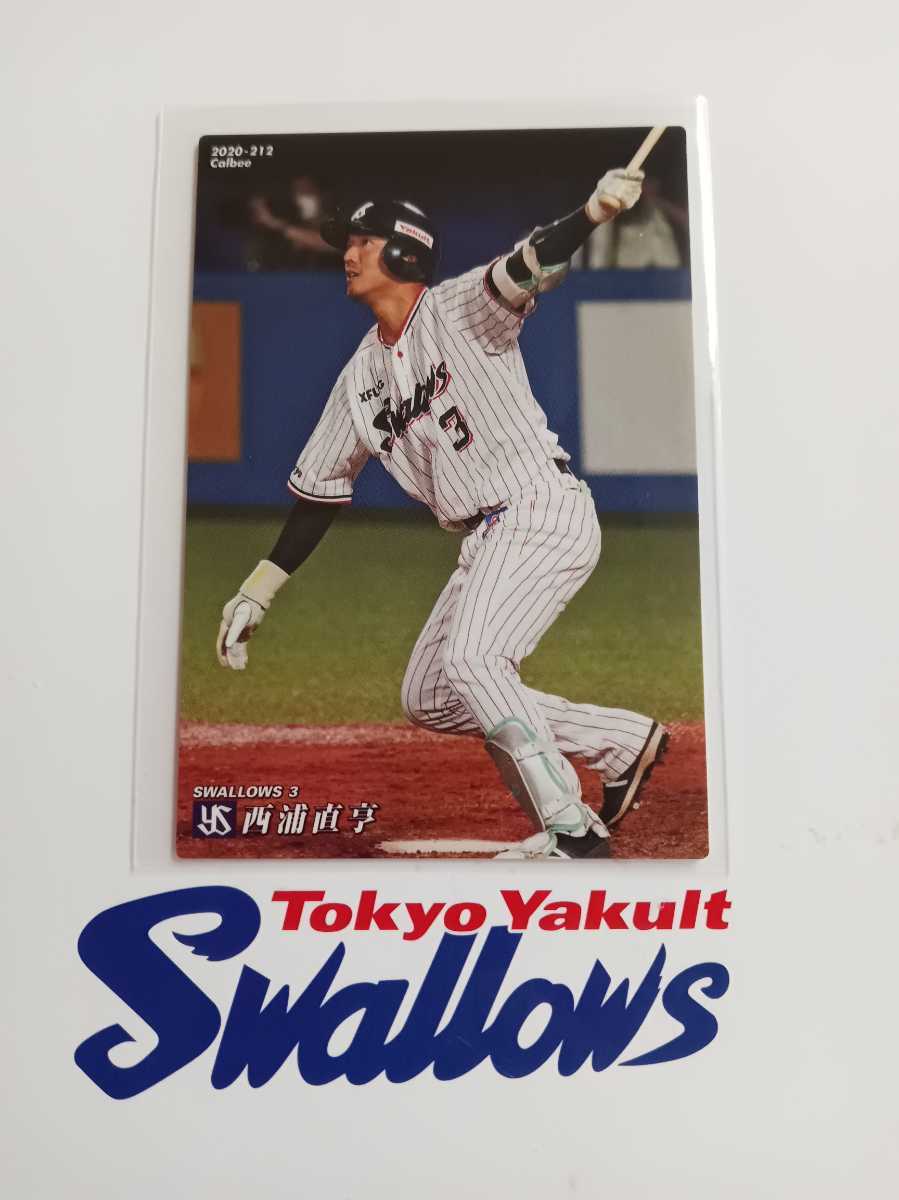 2020-212
Calbee
Yakult
XFLAG
Swallows
3
SWALLOWS 3
YS 西浦直亨
Tokyo Yakult
Swallows